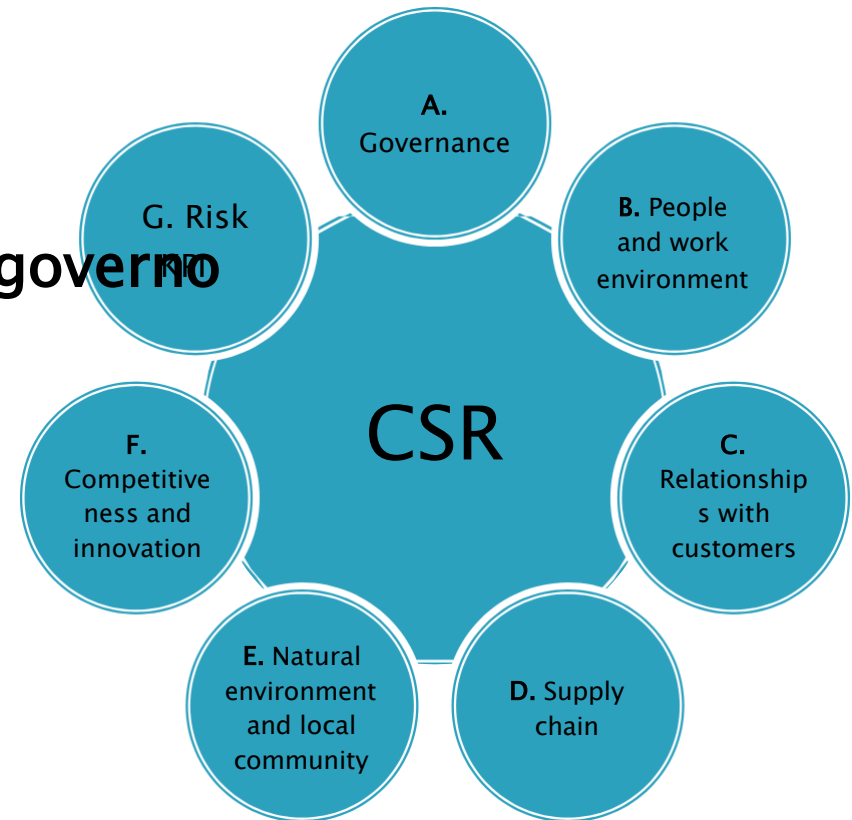 A.
Governance
B. People
and work
environment
C.
Relationship
s with
customers
D. Supply
chain
E. Natural
environment
and local
community
F.
Competitive
ness and
innovation
G. Risk
KPI
governo
CSR